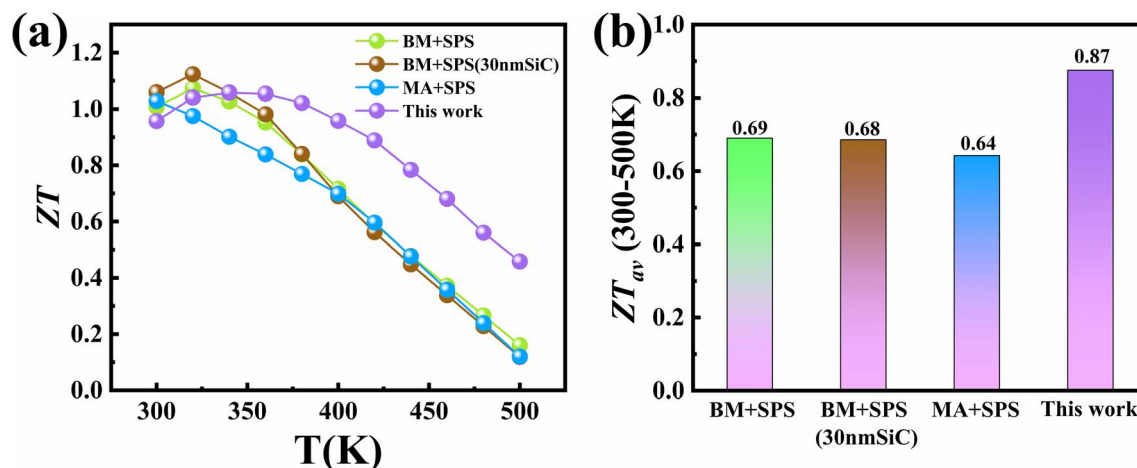 (a)
ZT
1.2
1.0
0.8
0.6
0.4
0.2
0.0
BM+SPS
BM+SPS(30nmSiC)
MA+SPS
This work
300
350
400
450
500
T(K)
(b)
ZTav (300-500K)
1.0
0.8
0.6
0.4
0.2
0.0
0.69
0.68
0.64
0.87
BM+SPS
BM+SPS
(30nmSiC)
MA+SPS
This work